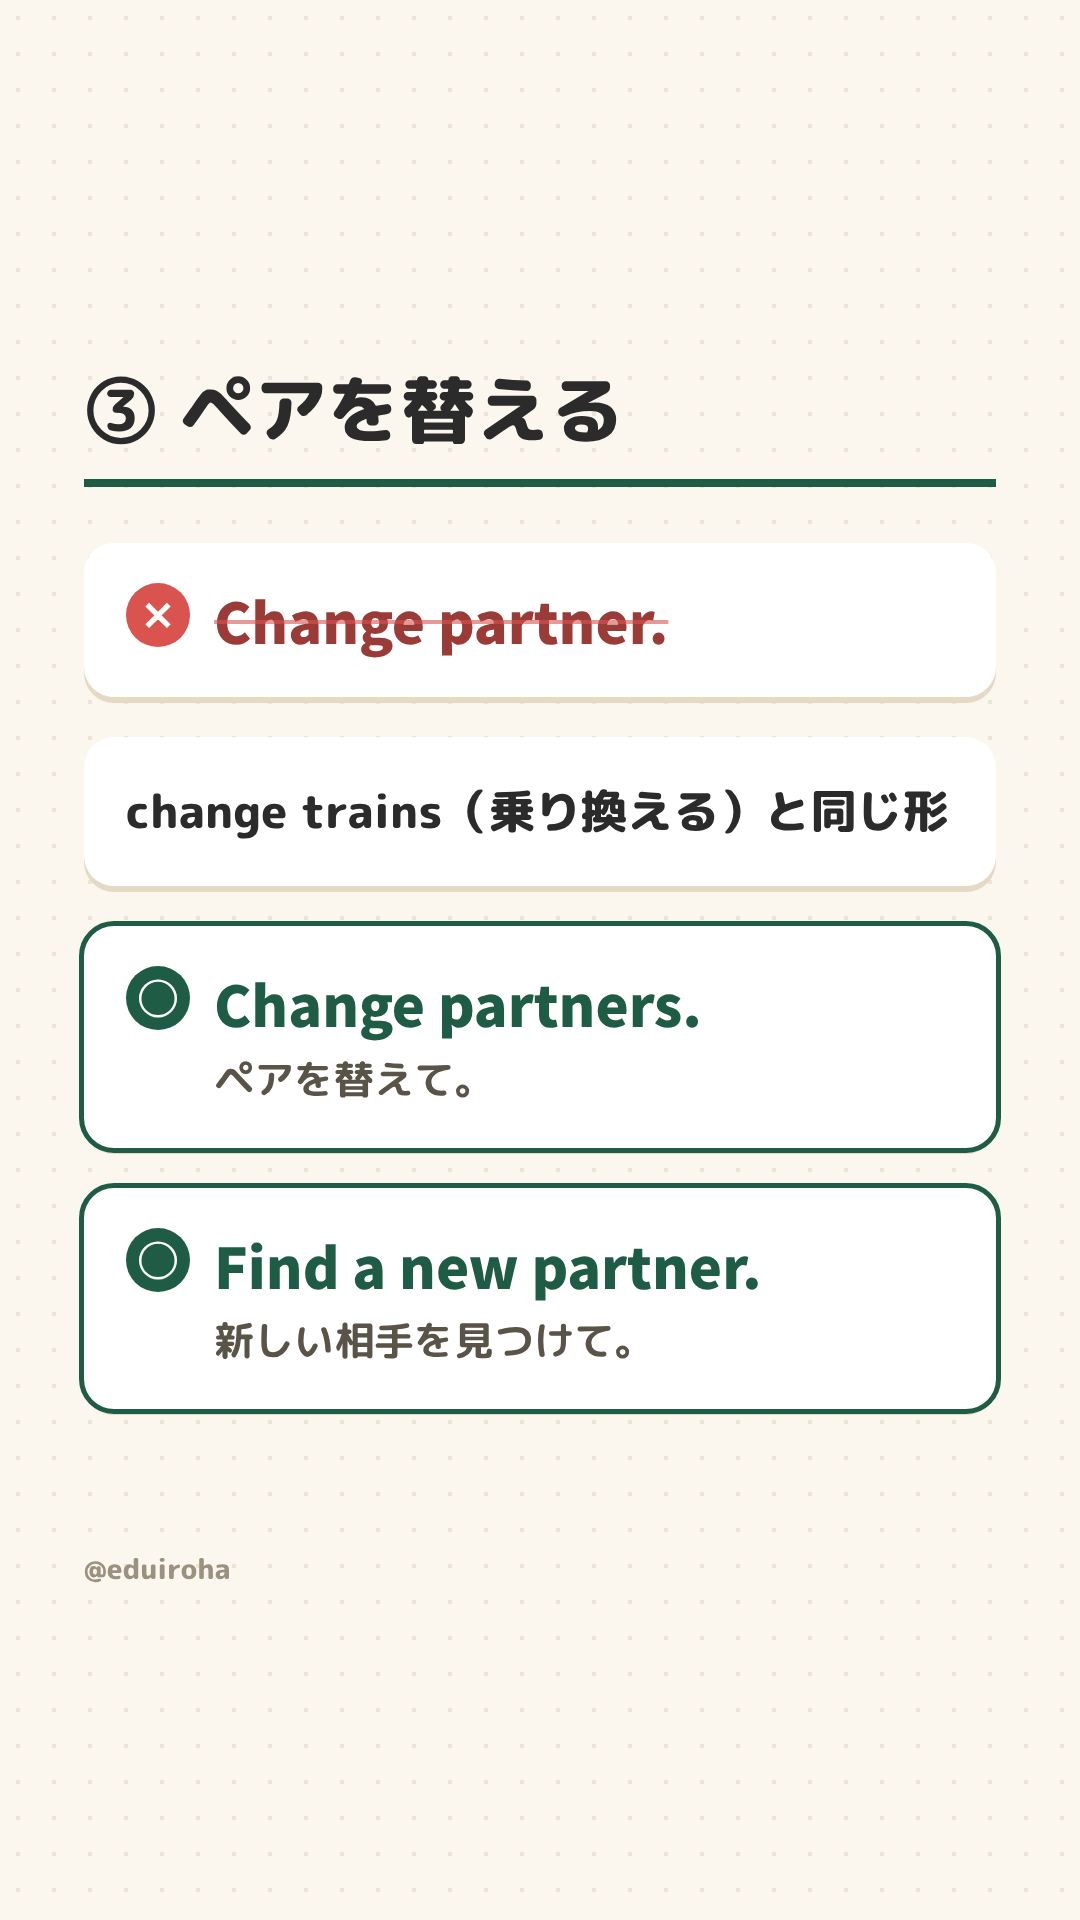 ③ ペアを替える
× Change partner.
change trains（乗り換える）と同じ形
○ Change partners.
ペアを替えて。
○ Find a new partner.
新しい相手を見つけて。
@eduiroha